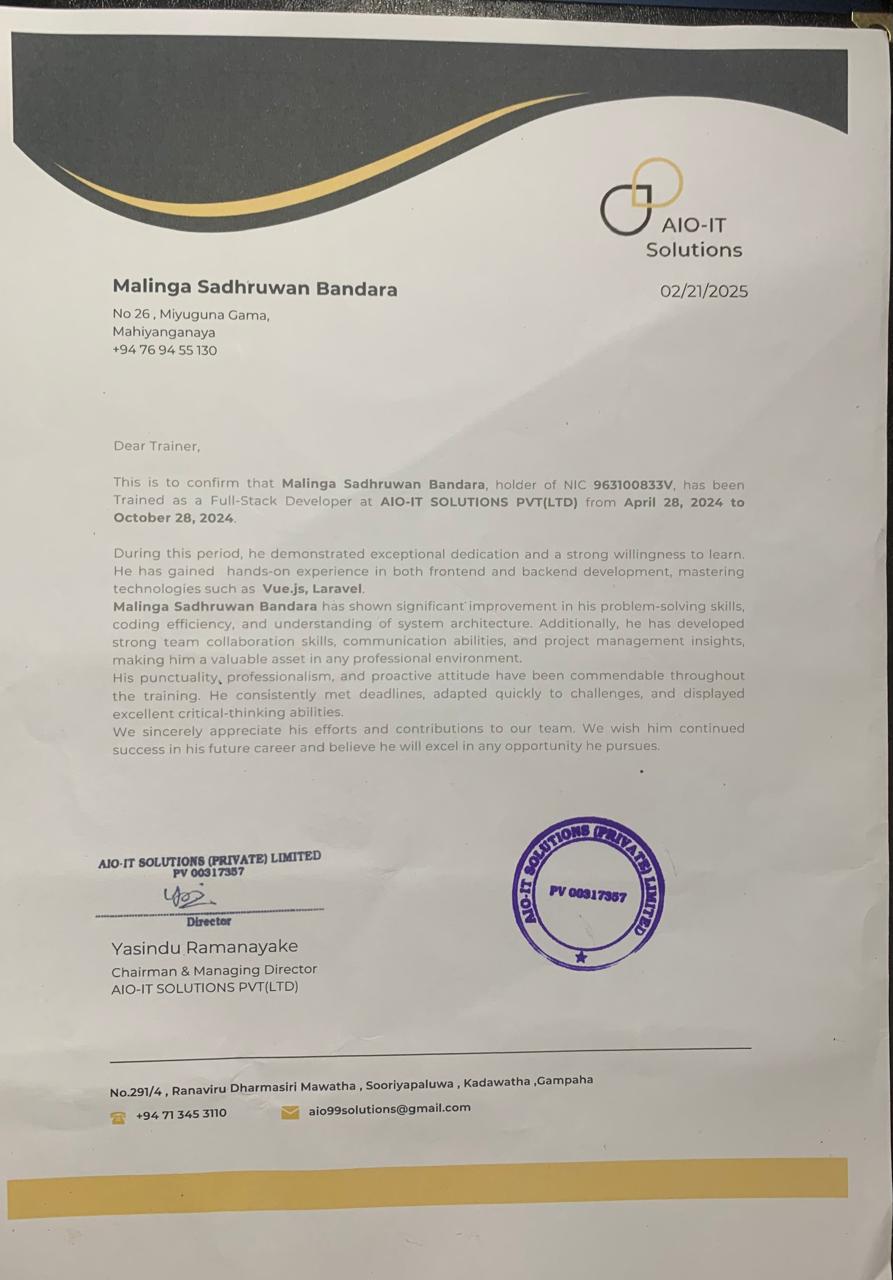 AIO-IT
Solutions
Malinga Sadhruwan Bandara
02/21/2025
No 26 , Miyuguna Gama,
Mahiyanganaya
+94 76 94 55 130
Dear Trainer,
This is to confirm that Malinga Sadhruwan Bandara, holder of NIC 963100833V, has been
Trained as a Full-Stack Developer at AIO-IT SOLUTIONS PVT(LTD) from April 28, 2024 to
October 28, 2024.
During this period, he demonstrated exceptional dedication and a strong willingness to learn.
He has gained hands-on experience in both frontend and backend development, mastering
technologies such as Vue.js, Laravel.
Malinga Sadhruwan Bandara has shown significant improvement in his problem-solving skills,
coding efficiency, and understanding of system architecture. Additionally, he has developed
strong team collaboration skills, communication abilities, and project management insights,
making him a valuable asset in any professional environment.
His punctuality, professionalism, and proactive attitude have been commendable throughout
the training. He consistently met deadlines, adapted quickly to challenges, and displayed
excellent critical-thinking abilities.
We sincerely appreciate his efforts and contributions to our team. We wish him continued
success in his future career and believe he will excel in any opportunity he pursues.
AIO-IT SOLUTIONS (PRIVATE) LIMITED
PV 00317357
Director
Yasindu Ramanayake
Chairman & Managing Director
AIO-IT SOLUTIONS PVT(LTD)
AIO-IT SOLUTIONS (PRIVATE) LIMITED
PV 00317357
No.291/4 , Ranaviru Dharmasiri Mawatha , Sooriyapaluwa , Kadawatha ,Gampaha
+94 71 345 3110
aio99solutions@gmail.com